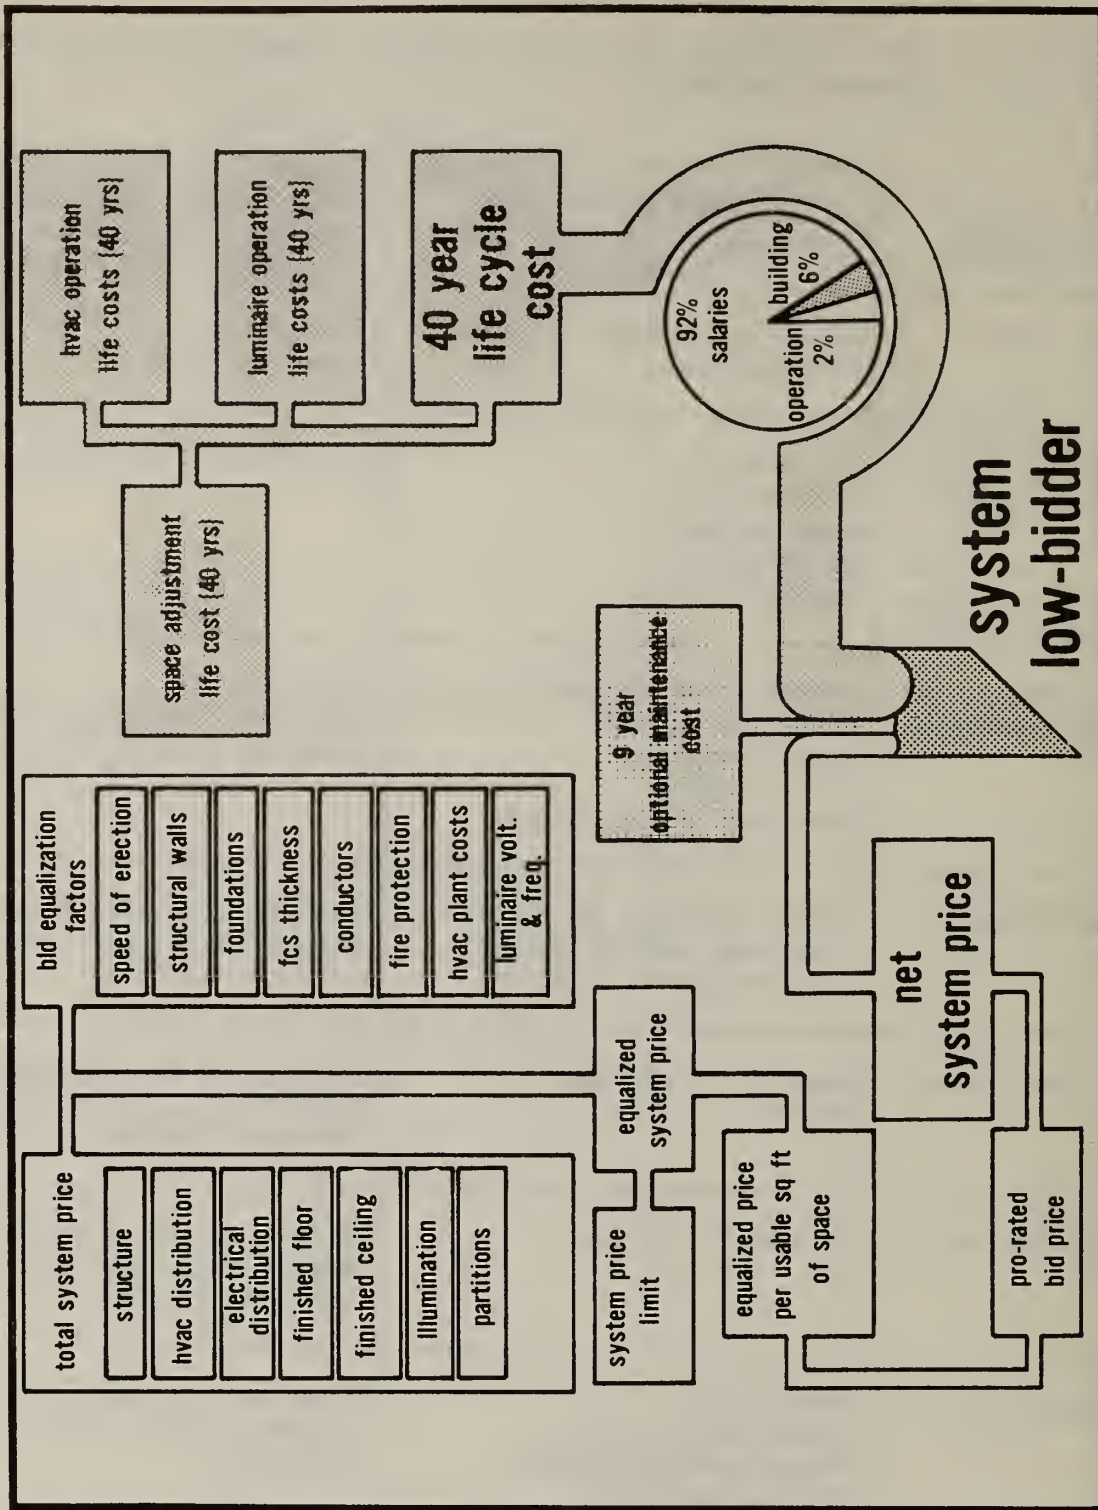 total system price
structure
hvac distribution
electrical
distribution
finished floor
finished ceiling
Illumination
partitions
bid equalization
factors
speed of erection
structural walls
foundations
fcs thickness
conductors
fire protection
hvac plant costs
luminaire volt.
& freq.
space adjustment
life cost {40 yrs}
hvac operation
life costs {40 yrs}
luminaire operation
life costs {40 yrs}
40 year
life cycle
cost
system price
limit
equalized
system price
9 year
optional maintenance
cost
92%
salaries
operation
2%
building
6%
equalized price
per usable sq ft
of space
net
system price
pro-rated
bid price
system
low-bidder